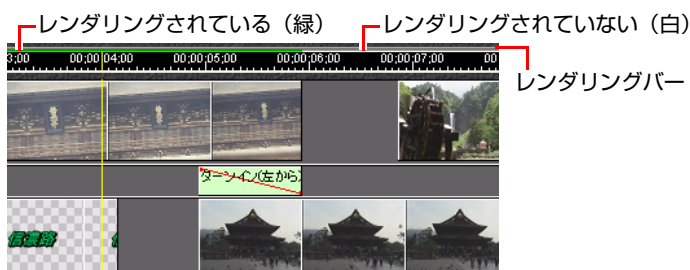 レンダリングされている（緑）
レンダリングされていない（白）
レンダリングバー
3;00 00;00;04;00 00;00;05;00 00;00;06;00 00;00;07;00 00
ターンイン(左から)
信濃路